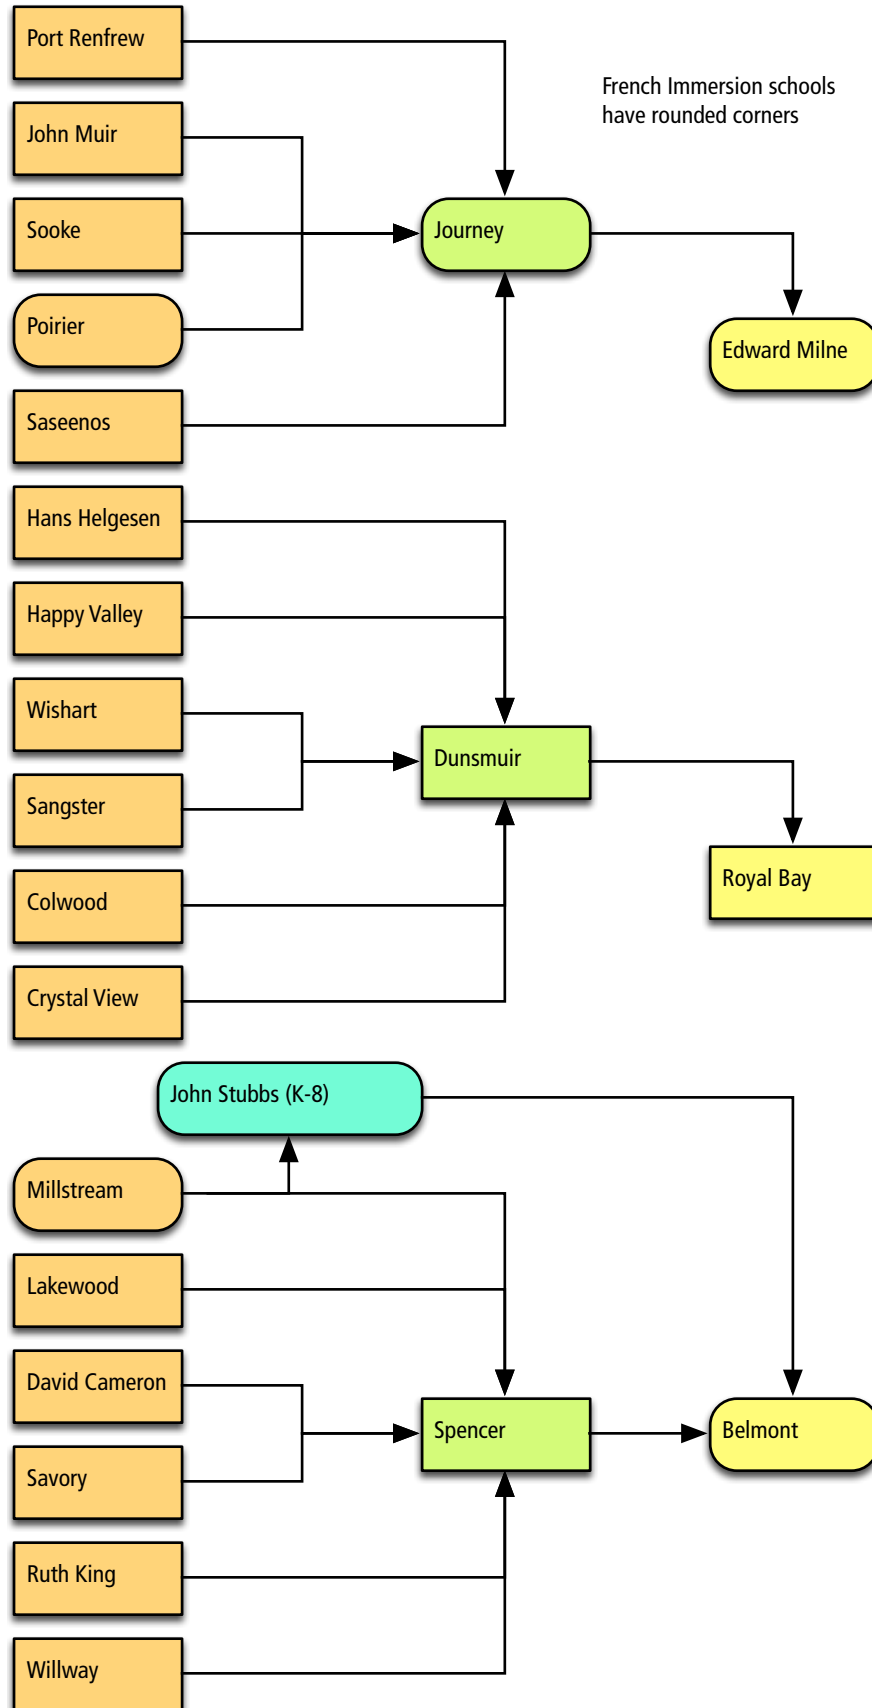 Port Renfrew
French Immersion schools
have rounded corners
John Muir
Sooke
Journey
Poirier
Edward Milne
Saseenos
Hans Helgesen
Happy Valley
Wishart
Dunsmuir
Sangster
Royal Bay
Colwood
Crystal View
John Stubbs (K-8)
Millstream
Lakewood
David Cameron
Spencer
Belmont
Savory
Ruth King
Willway